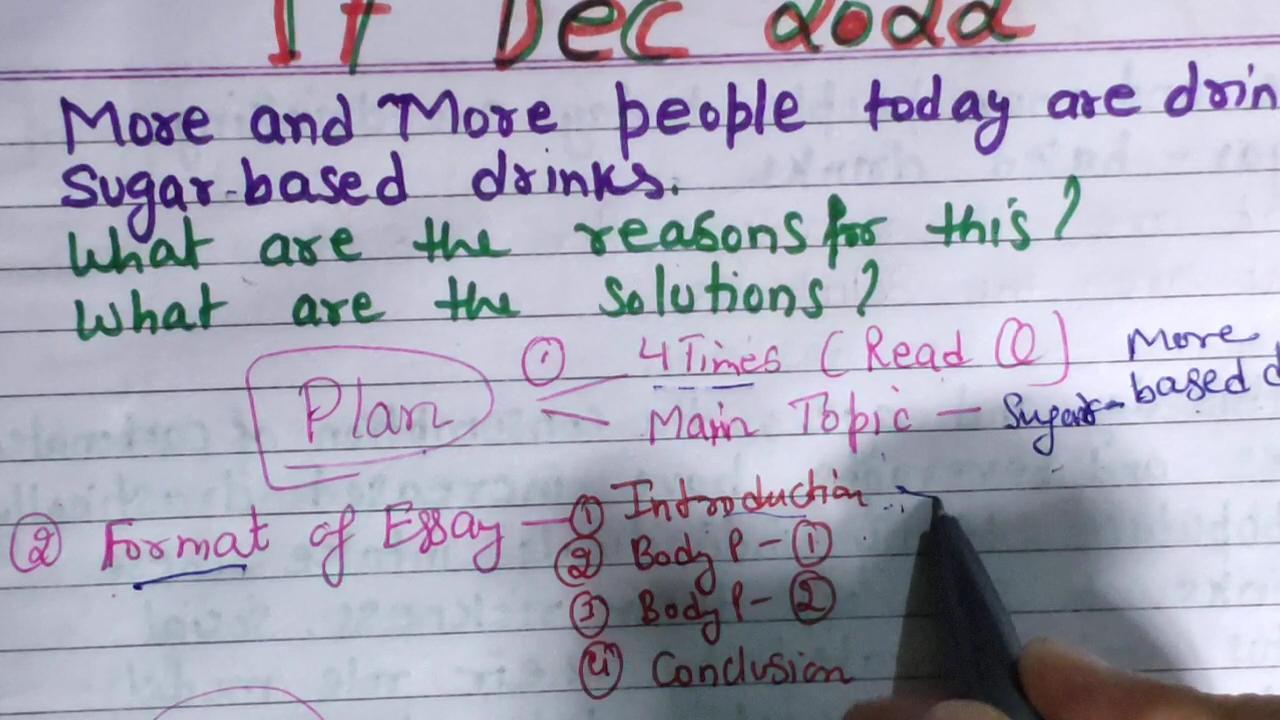 17 Dec 2022
More and More people today are drin
Sugar-based drinks.
What are the reasons for this?
What are the solutions?
Plan
① 4 Times (Read Q)
Main Topic - Sugar- More based d
② Format of Essay - ① Introduction
② Body P - ①
③ Body P - ②
④ Conclusion